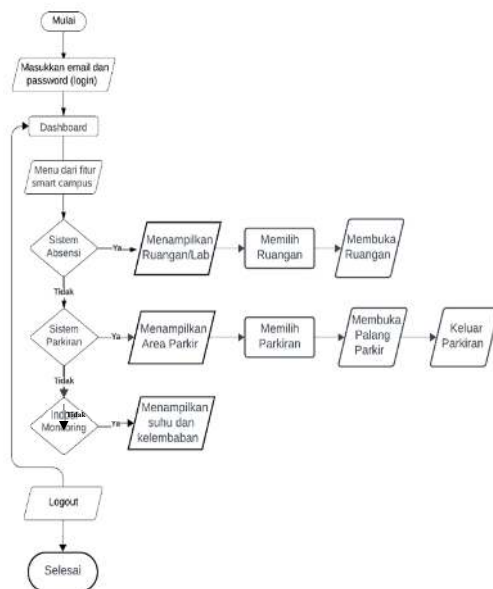 Mulai
Masukkan email dan
password (login)
Dashboard
Menu dari fitur
smart campus
Sistem
Absensi
Ya
Menampilkan
Ruangan/Lab
Memilih
Ruangan
Membuka
Ruangan
Tidak
Sistem
Parkiran
Ya
Menampilkan
Area Parkir
Memilih
Parkiran
Membuka
Palang
Parkir
Keluar
Parkiran
Tidak
Tidak
Monitoring
Ya
Menampilkan
suhu dan
kelembaban
Logout
Selesai